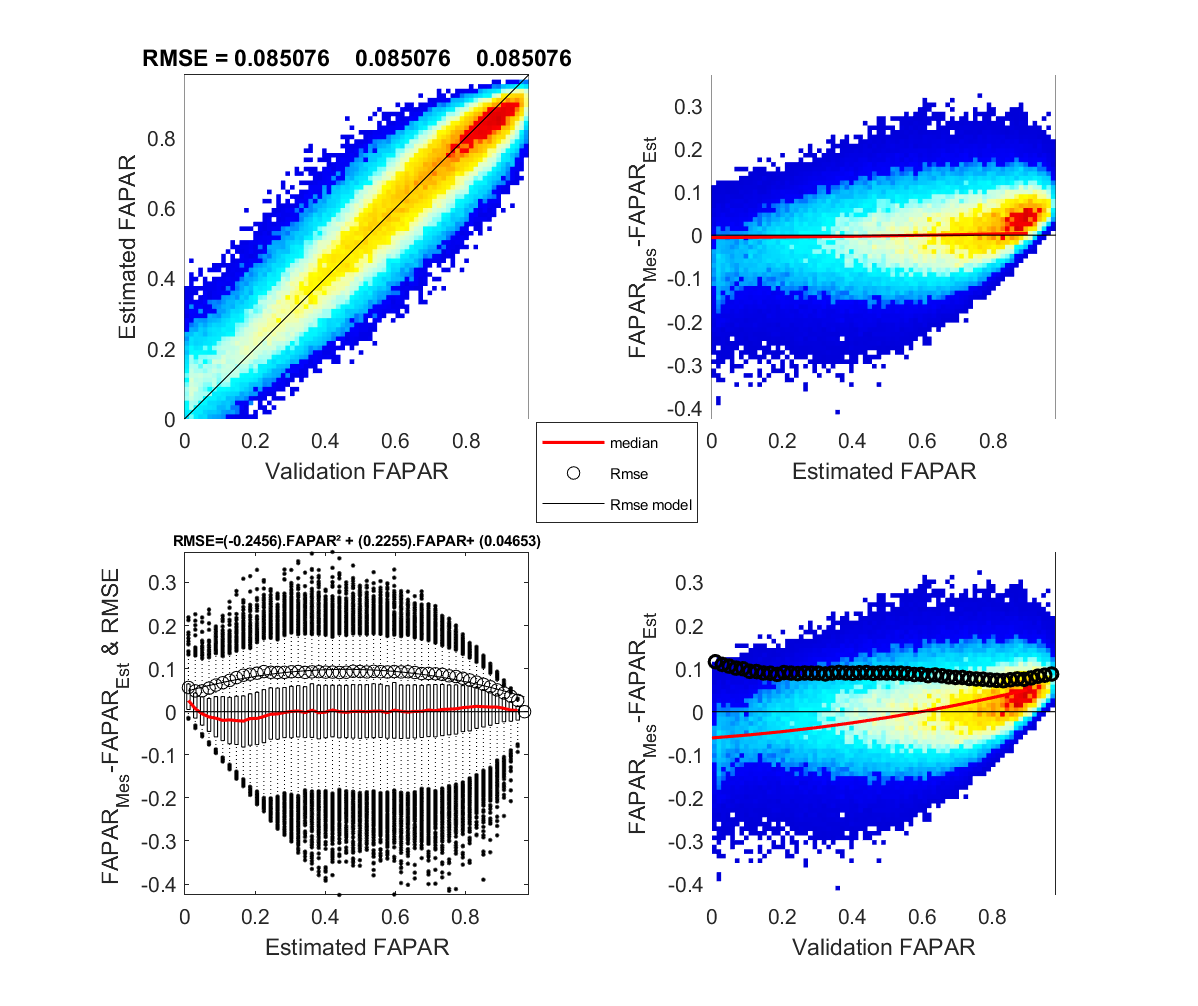 RMSE = 0.085076 0.085076 0.085076
Estimated FAPAR
0.8
0.6
0.4
0.2
0
0 0.2 0.4 0.6 0.8
Validation FAPAR
FAPAR_Mes-FAPAR_Est
0.3
0.2
0.1
0
-0.1
-0.2
-0.3
-0.4
0 0.2 0.4 0.6 0.8
Estimated FAPAR
median
Rmse
Rmse model
RMSE=(-0.2456).FAPAR² + (0.2255).FAPAR+ (0.04653)
FAPAR_Mes-FAPAR_Est & RMSE
0.3
0.2
0.1
0
-0.1
-0.2
-0.3
-0.4
0 0.2 0.4 0.6 0.8
Estimated FAPAR
FAPAR_Mes-FAPAR_Est
0.3
0.2
0.1
0
-0.1
-0.2
-0.3
-0.4
0 0.2 0.4 0.6 0.8
Validation FAPAR